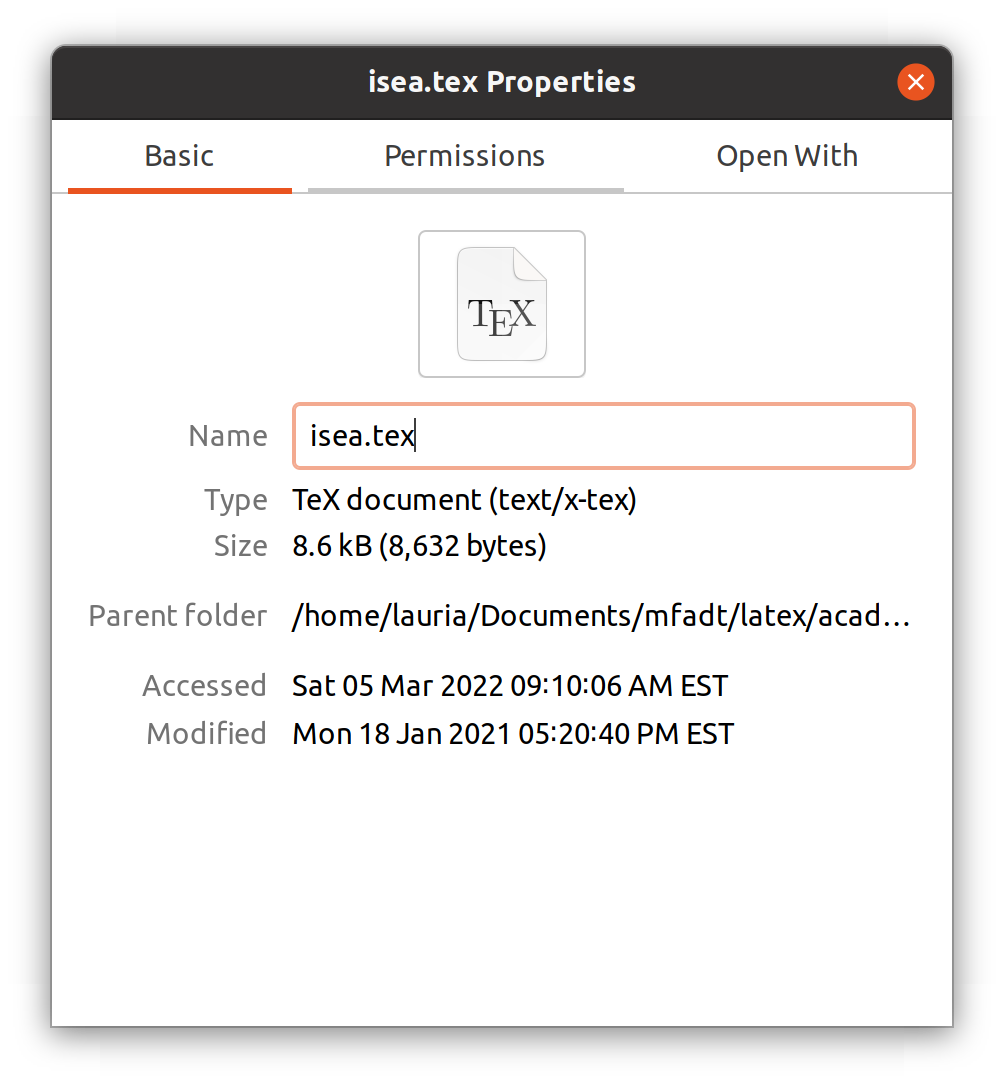 isea.tex Properties
Basic Permissions Open With
TEX
Name isea.tex
Type TeX document (text/x-tex)
Size 8.6 kB (8,632 bytes)
Parent folder /home/lauria/Documents/mfadt/latex/acad…
Accessed Sat 05 Mar 2022 09:10:06 AM EST
Modified Mon 18 Jan 2021 05:20:40 PM EST